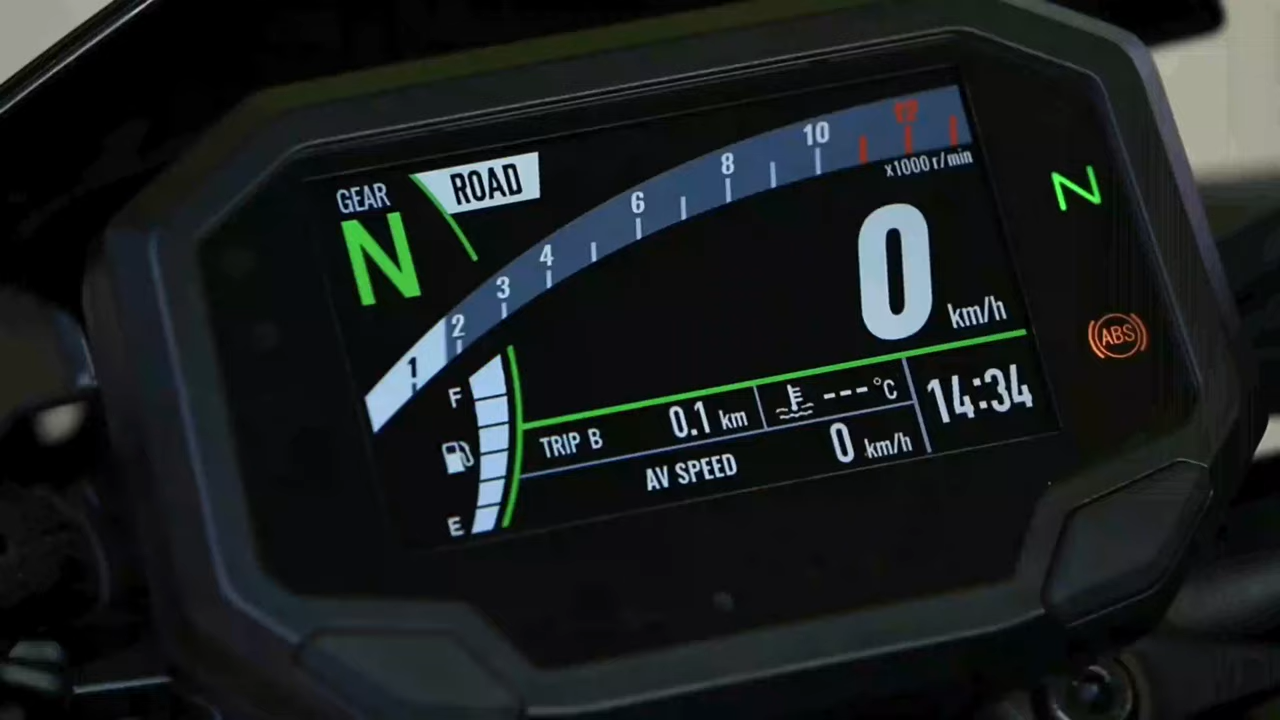 GEAR
N
ROAD
1 2 3 4 6 8 10
x1000 r/min
N
0 km/h
ABS
F
E
TRIP B 0.1 km
---°C
14:34
AV SPEED 0 km/h